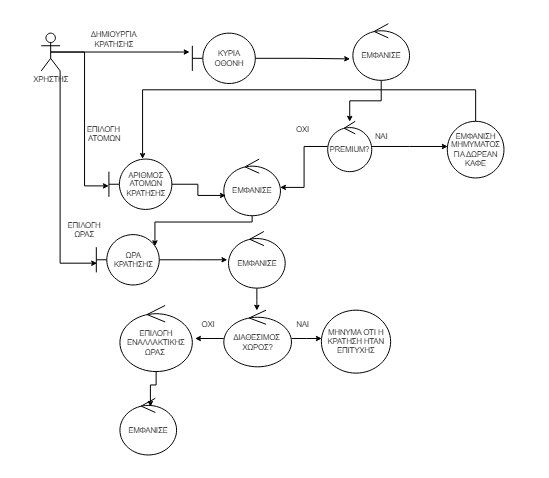 ΔΗΜΙΟΥΡΓΙΑ
ΚΡΑΤΗΣΗΣ
ΚΥΡΙΑ
ΟΘΟΝΗ
ΕΜΦΑΝΙΣΕ
ΧΡΗΣΤΗΣ
ΕΠΙΛΟΓΗ
ΑΤΟΜΩΝ
ΟΧΙ
PREMIUM?
ΝΑΙ
ΕΜΦΑΝΙΣΗ
ΜΗΜΥΜΑΤΟΣ
ΓΙΑ ΔΩΡΕΑΝ
ΚΑΦΕ
ΑΡΙΘΜΟΣ
ΑΤΟΜΩΝ
ΚΡΑΤΗΣΗΣ
ΕΜΦΑΝΙΣΕ
ΕΠΙΛΟΓΗ
ΩΡΑΣ
ΩΡΑ
ΚΡΑΤΗΣΗΣ
ΕΜΦΑΝΙΣΕ
ΕΠΙΛΟΓΗ
ΕΝΑΛΛΑΚΤΙΚΗΣ
ΩΡΑΣ
ΟΧΙ
ΔΙΑΘΕΣΙΜΟΣ
ΧΩΡΟΣ?
ΝΑΙ
ΜΗΝΥΜΑ ΟΤΙ Η
ΚΡΑΤΗΣΗ ΗΤΑΝ
ΕΠΙΤΥΧΗΣ
ΕΜΦΑΝΙΣΕ